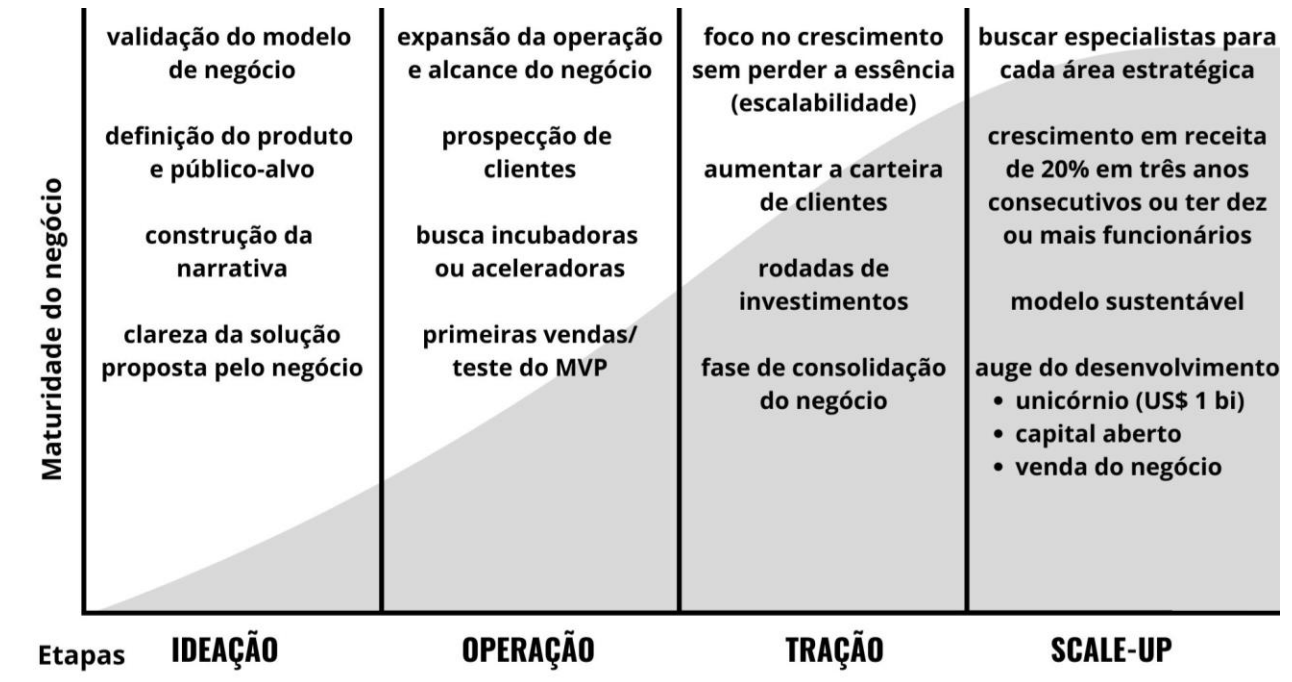 Maturidade do negócio
validação do modelo
de negócio
definição do produto
e público-alvo
construção da
narrativa
clareza da solução
proposta pelo negócio
expansão da operação
e alcance do negócio
prospecção de
clientes
busca incubadoras
ou aceleradoras
primeiras vendas/
teste do MVP
foco no crescimento
sem perder a essência
(escalabilidade)
aumentar a carteira
de clientes
rodadas de
investimentos
fase de consolidação
do negócio
buscar especialistas para
cada área estratégica
crescimento em receita
de 20% em três anos
consecutivos ou ter dez
ou mais funcionários
modelo sustentável
auge do desenvolvimento
• unicórnio (US$ 1 bi)
• capital aberto
• venda do negócio
Etapas
IDEAÇÃO
OPERAÇÃO
TRAÇÃO
SCALE-UP